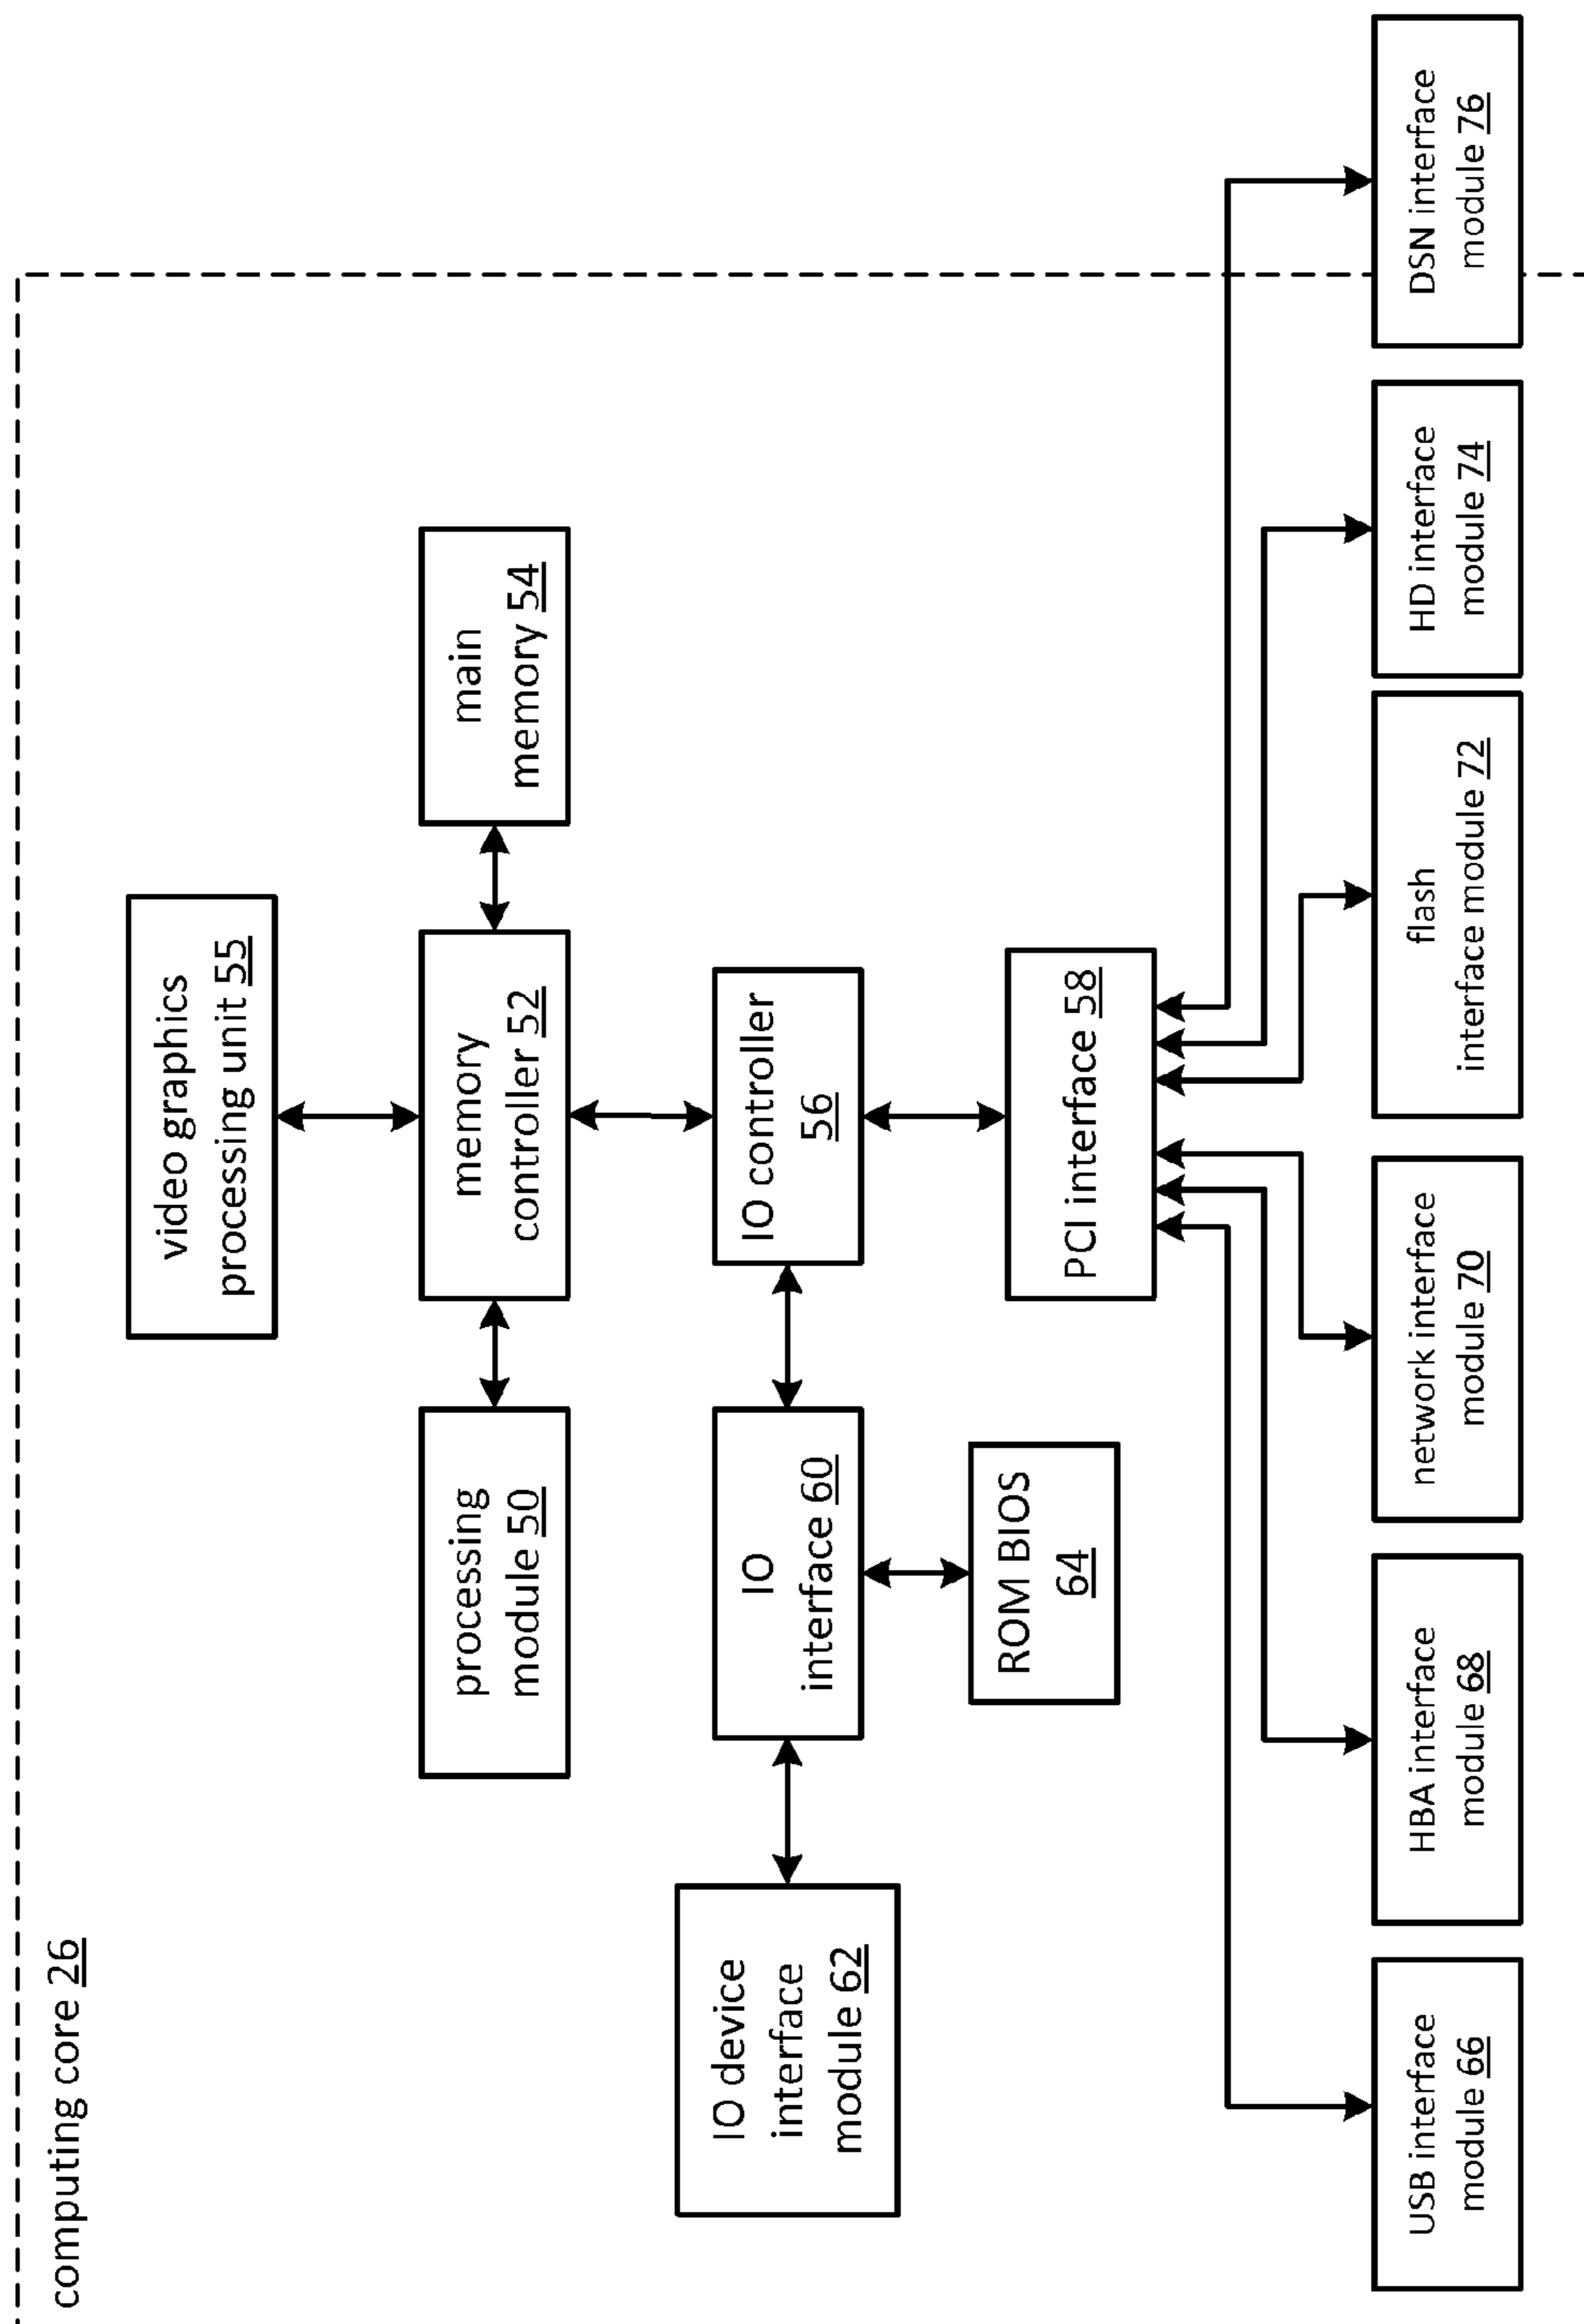 computing core 26
video graphics
processing unit 55
processing
module 50
memory
controller 52
main
memory 54
IO device
interface
module 62
IO
interface 60
IO controller
56
ROM BIOS
64
PCI interface 58
USB interface
module 66
HBA interface
module 68
network interface
module 70
flash
interface module 72
HD interface
module 74
DSN interface
module 76